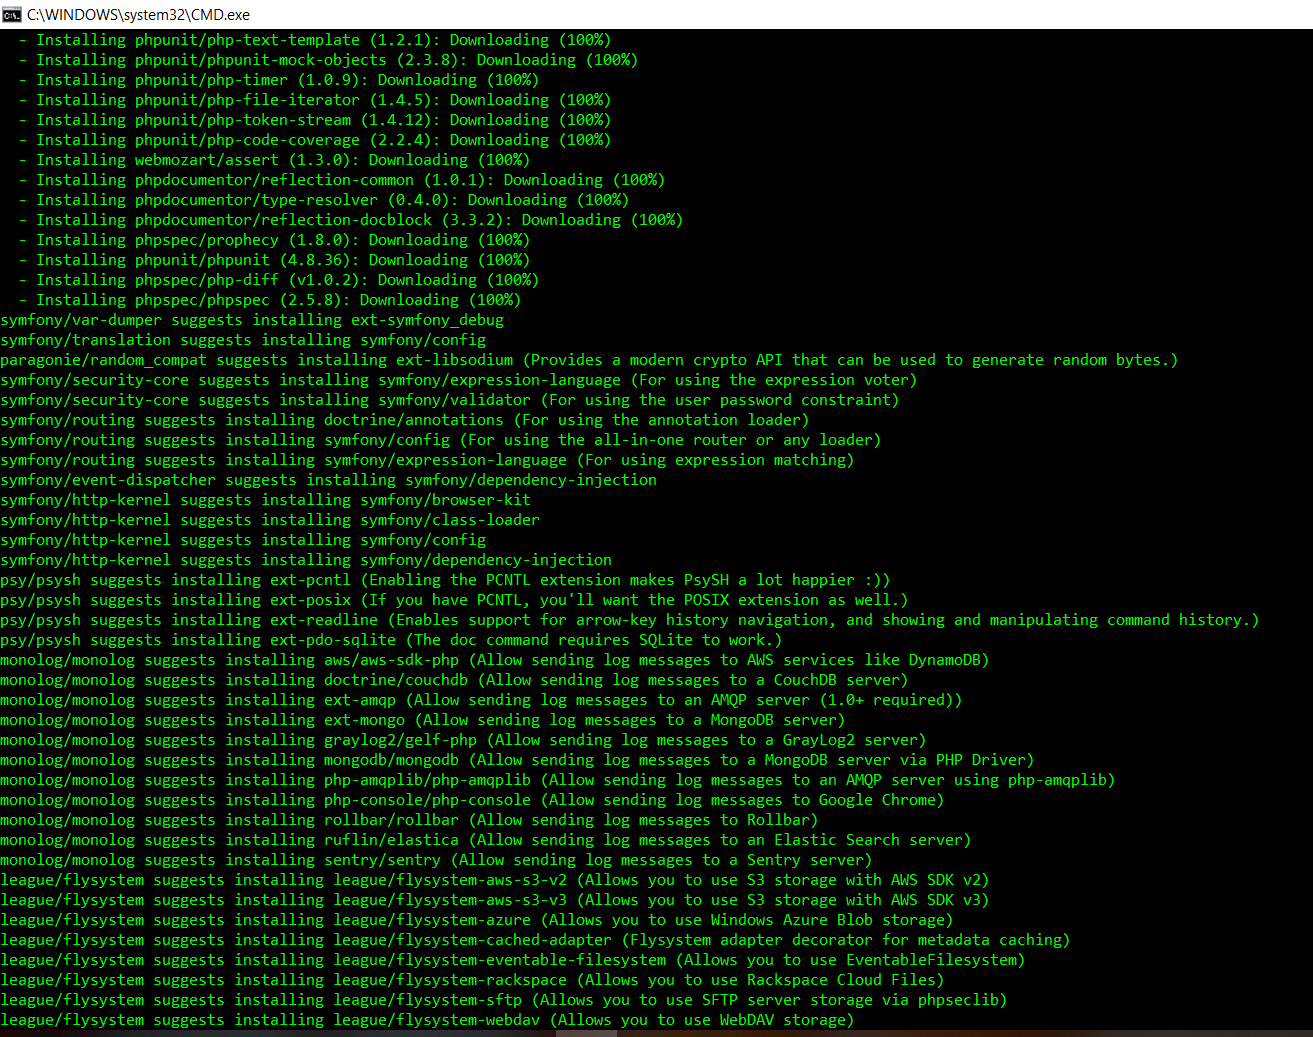 C:\WINDOWS\system32\CMD.exe
- Installing phpunit/php-text-template (1.2.1): Downloading (100%)
- Installing phpunit/phpunit-mock-objects (2.3.8): Downloading (100%)
- Installing phpunit/php-timer (1.0.9): Downloading (100%)
- Installing phpunit/php-file-iterator (1.4.5): Downloading (100%)
- Installing phpunit/php-token-stream (1.4.12): Downloading (100%)
- Installing phpunit/php-code-coverage (2.2.4): Downloading (100%)
- Installing webmozart/assert (1.3.0): Downloading (100%)
- Installing phpdocumentor/reflection-common (1.0.1): Downloading (100%)
- Installing phpdocumentor/type-resolver (0.4.0): Downloading (100%)
- Installing phpdocumentor/reflection-docblock (3.3.2): Downloading (100%)
- Installing phpspec/prophecy (1.8.0): Downloading (100%)
- Installing phpunit/phpunit (4.8.36): Downloading (100%)
- Installing phpspec/php-diff (v1.0.2): Downloading (100%)
- Installing phpspec/phpspec (2.5.8): Downloading (100%)
symfony/var-dumper suggests installing ext-symfony_debug
symfony/translation suggests installing symfony/config
paragonie/random_compat suggests installing ext-libsodium (Provides a modern crypto API that can be used to generate random bytes.)
symfony/security-core suggests installing symfony/expression-language (For using the expression voter)
symfony/security-core suggests installing symfony/validator (For using the user password constraint)
symfony/routing suggests installing doctrine/annotations (For using the annotation loader)
symfony/routing suggests installing symfony/config (For using the all-in-one router or any loader)
symfony/routing suggests installing symfony/expression-language (For using expression matching)
symfony/event-dispatcher suggests installing symfony/dependency-injection
symfony/http-kernel suggests installing symfony/browser-kit
symfony/http-kernel suggests installing symfony/class-loader
symfony/http-kernel suggests installing symfony/config
symfony/http-kernel suggests installing symfony/dependency-injection
psy/psysh suggests installing ext-pcntl (Enabling the PCNTL extension makes PsySH a lot happier :))
psy/psysh suggests installing ext-posix (If you have PCNTL, you'll want the POSIX extension as well.)
psy/psysh suggests installing ext-readline (Enables support for arrow-key history navigation, and showing and manipulating command history.)
psy/psysh suggests installing ext-pdo-sqlite (The doc command requires SQLite to work.)
monolog/monolog suggests installing aws/aws-sdk-php (Allow sending log messages to AWS services like DynamoDB)
monolog/monolog suggests installing doctrine/couchdb (Allow sending log messages to a CouchDB server)
monolog/monolog suggests installing ext-amqp (Allow sending log messages to an AMQP server (1.0+ required))
monolog/monolog suggests installing ext-mongo (Allow sending log messages to a MongoDB server)
monolog/monolog suggests installing graylog2/gelf-php (Allow sending log messages to a GrayLog2 server)
monolog/monolog suggests installing mongodb/mongodb (Allow sending log messages to a MongoDB server via PHP Driver)
monolog/monolog suggests installing php-amqplib/php-amqplib (Allow sending log messages to an AMQP server using php-amqplib)
monolog/monolog suggests installing php-console/php-console (Allow sending log messages to Google Chrome)
monolog/monolog suggests installing rollbar/rollbar (Allow sending log messages to Rollbar)
monolog/monolog suggests installing ruflin/elastica (Allow sending log messages to an Elastic Search server)
monolog/monolog suggests installing sentry/sentry (Allow sending log messages to a Sentry server)
league/flysystem suggests installing league/flysystem-aws-s3-v2 (Allows you to use S3 storage with AWS SDK v2)
league/flysystem suggests installing league/flysystem-aws-s3-v3 (Allows you to use S3 storage with AWS SDK v3)
league/flysystem suggests installing league/flysystem-azure (Allows you to use Windows Azure Blob storage)
league/flysystem suggests installing league/flysystem-cached-adapter (Flysystem adapter decorator for metadata caching)
league/flysystem suggests installing league/flysystem-eventable-filesystem (Allows you to use EventableFilesystem)
league/flysystem suggests installing league/flysystem-rackspace (Allows you to use Rackspace Cloud Files)
league/flysystem suggests installing league/flysystem-sftp (Allows you to use SFTP server storage via phpseclib)
league/flysystem suggests installing league/flysystem-webdav (Allows you to use WebDAV storage)